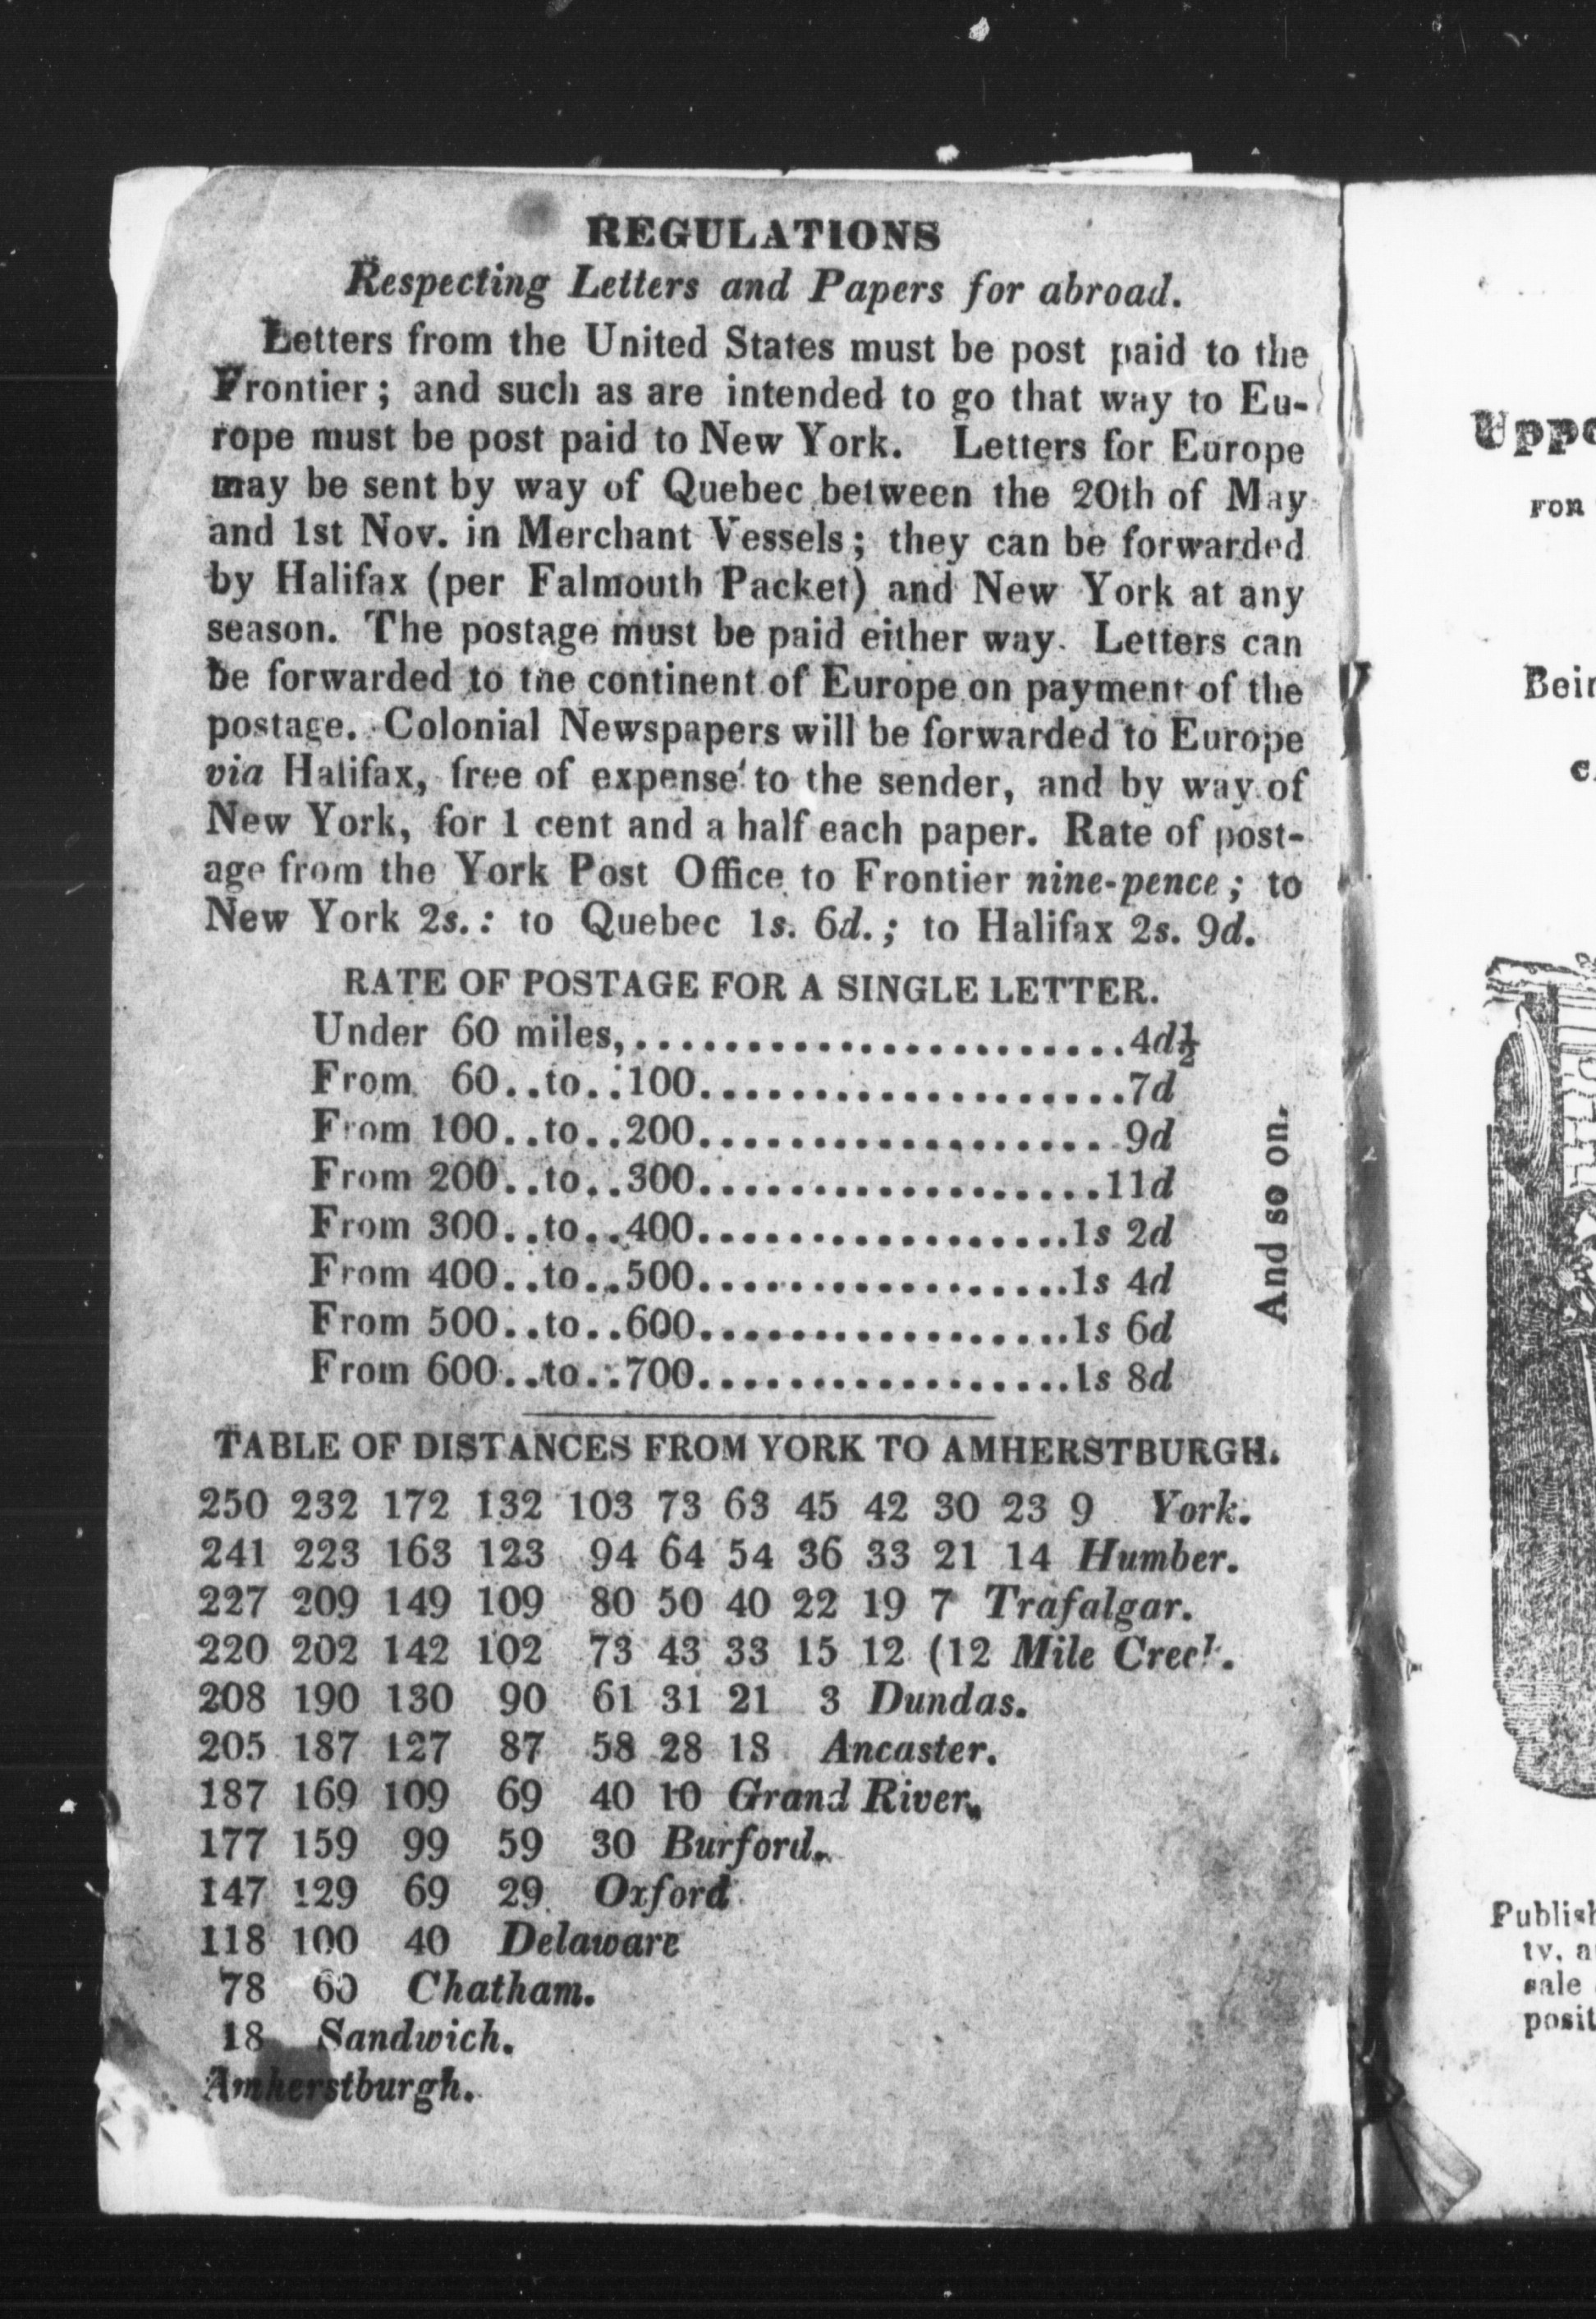 REGULATIONS
Respecting Letters and Papers for abroad.
Letters from the United States must be post paid to the
Frontier; and such as are intended to go that way to Eu-
rope must be post paid to New York. Letters for Europe
may be sent by way of Quebec between the 20th of May
and 1st Nov. in Merchant Vessels; they can be forwarded
by Halifax (per Falmouth Packet) and New York at any
season. The postage must be paid either way. Letters can
be forwarded to the continent of Europe on payment of the
postage. Colonial Newspapers will be forwarded to Europe
via Halifax, free of expense to the sender, and by way of
New York, for 1 cent and a half each paper. Rate of post-
age from the York Post Office to Frontier nine-pence; to
New York 2s.: to Quebec 1s. 6d.; to Halifax 2s. 9d.
RATE OF POSTAGE FOR A SINGLE LETTER.
Under 60 miles,........................4d½
From 60..to..100.....................7d
From 100..to..200....................9d
From 200..to..300...................11d
From 300..to..400..................1s 2d
From 400..to..500..................1s 4d
From 500..to..600..................1s 6d
From 600..to..700..................1s 8d
And so on.
TABLE OF DISTANCES FROM YORK TO AMHERSTBURGH.
250 232 172 132 103 73 63 45 42 30 23 9 York.
241 223 163 123 94 64 54 36 33 21 14 Humber.
227 209 149 109 80 50 40 22 19 7 Trafalgar.
220 202 142 102 73 43 33 15 12 (12 Mile Creek.
208 190 130 90 61 31 21 3 Dundas.
205 187 127 87 58 28 18 Ancaster.
187 169 109 69 40 10 Grand River.
177 159 99 59 30 Burford.
147 129 69 29 Oxford
118 100 40 Delaware
78 60 Chatham.
18 Sandwich.
Amherstburgh.
Uppe
FOR
Bein
C
Publish
ty, a
sale
posit